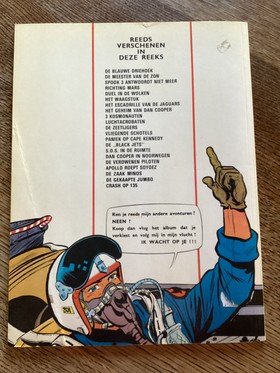 REEDS
VERSCHENEN
IN
DEZE REEKS
DE BLAUWE DRIEHOEK
DE MEESTER VAN DE ZON
SPOOK 3 ANTWOORDT NIET MEER
RICHTING MARS
DUEL IN DE WOLKEN
HET WAAGSTUK
HET ESCADRILLE VAN DE JAGUARS
HET GEHEIM VAN DAN COOPER
3 KOSMONAUTEN
LUCHTACROBATEN
DE ZEETIJGERS
VLIEGENDE SCHOTELS
PANIEK OP CAPE KENNEDY
DE „BLACK JETS"
S.O.S. IN DE RUIMTE
DAN COOPER IN NOORWEGEN
DE VERDWENEN PILOTEN
APOLLO ROEPT SOYOEZ
DE ZAAK MINOS
DE GEKAAPTE JUMBO
CRASH OP 135
Ken je reeds mijn andere avonturen?
NEEN?
Koop dan vlug het album dat je
verkiest en volg mij in mijn vlucht!
IK WACHT OP JE!!!